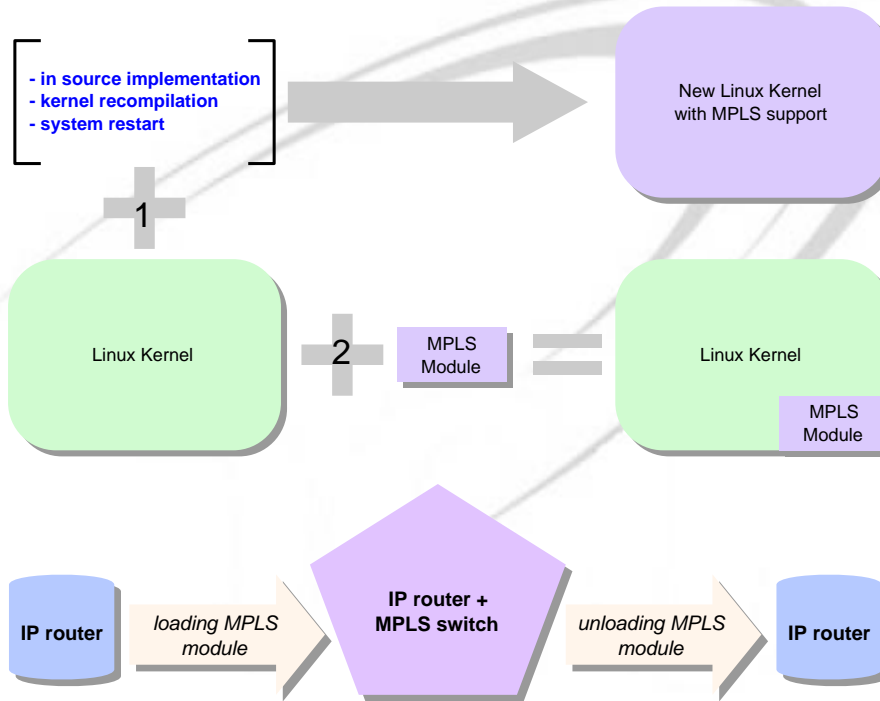 - in source implementation
- kernel recompilation
- system restart
New Linux Kernel
with MPLS support
1
Linux Kernel
2
MPLS
Module
Linux Kernel
MPLS
Module
IP router
loading MPLS
module
IP router +
MPLS switch
unloading MPLS
module
IP router